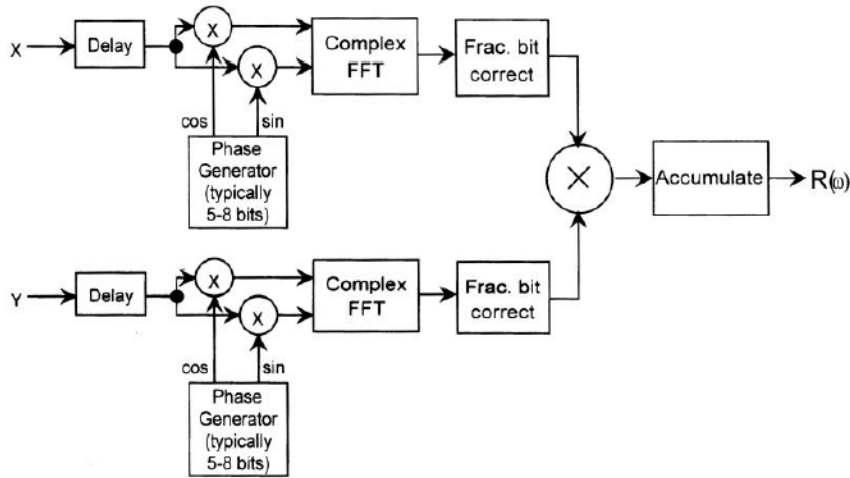 X
Delay
X
X
cos
sin
Phase
Generator
(typically
5-8 bits)
Complex
FFT
Frac. bit
correct
X
Accumulate
R(ω)
Y
Delay
X
X
cos
sin
Phase
Generator
(typically
5-8 bits)
Complex
FFT
Frac. bit
correct